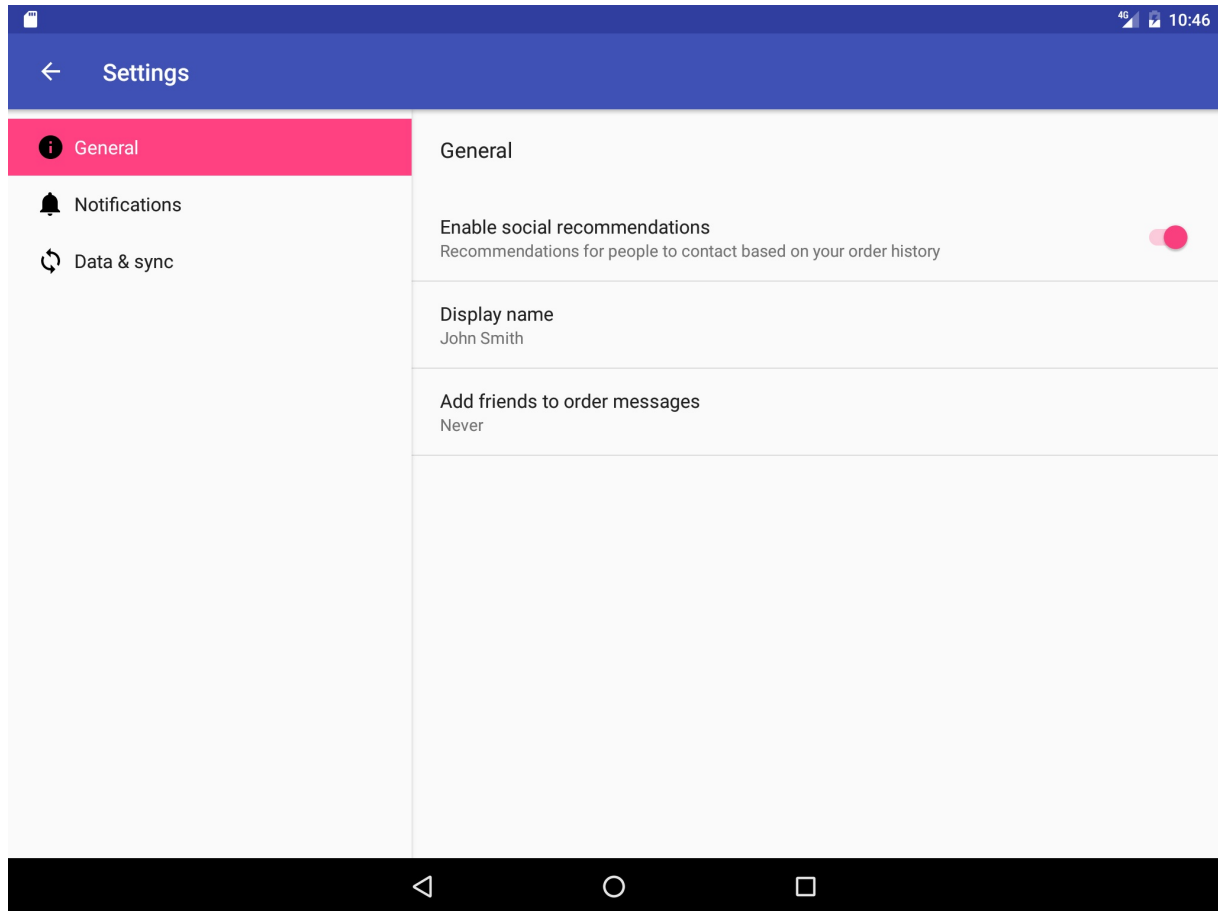 4G 10:46
Settings
General
Notifications
Data & sync
General
Enable social recommendations
Recommendations for people to contact based on your order history
Display name
John Smith
Add friends to order messages
Never